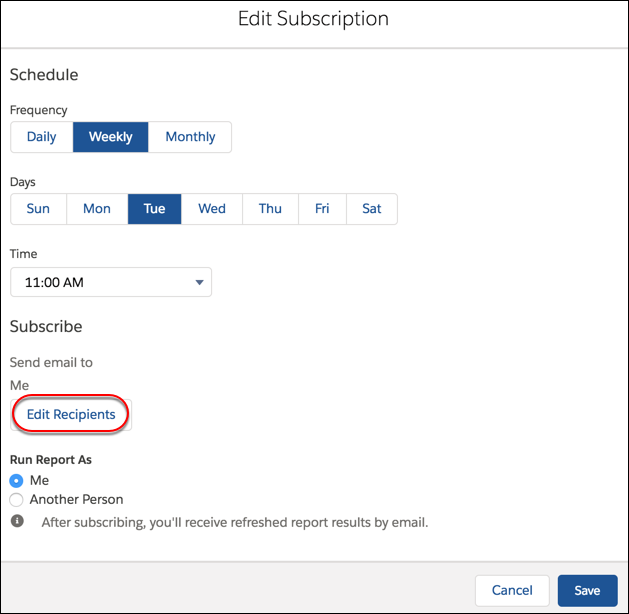 Edit Subscription
Schedule
Frequency
Daily Weekly Monthly
Days
Sun Mon Tue Wed Thu Fri Sat
Time
11:00 AM
Subscribe
Send email to
Me
Edit Recipients
Run Report As
Me
Another Person
After subscribing, you'll receive refreshed report results by email.
Cancel Save